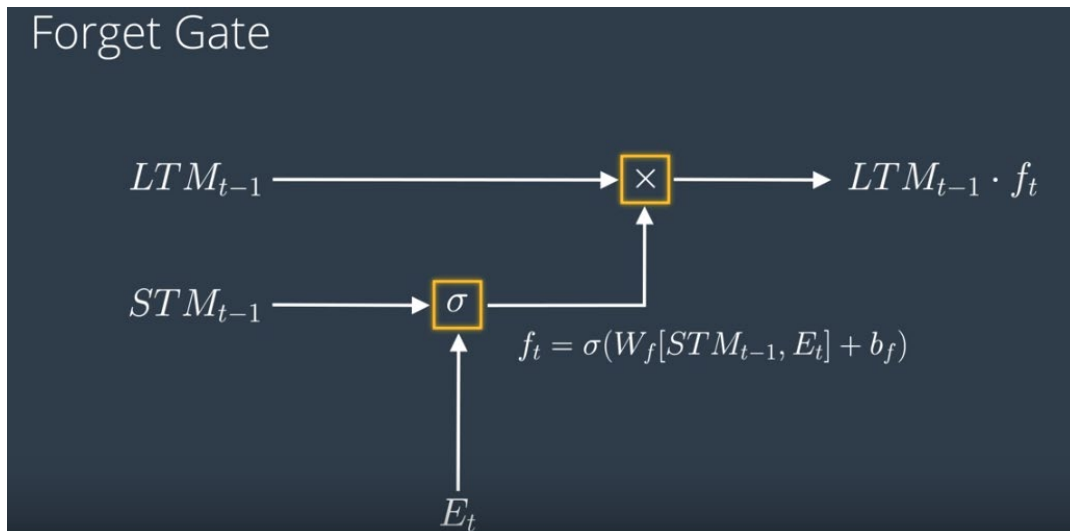 Forget Gate
LTM_{t-1}
×
LTM_{t-1} · f_t
STM_{t-1}
σ
f_t = σ(W_f[STM_{t-1}, E_t] + b_f)
E_t